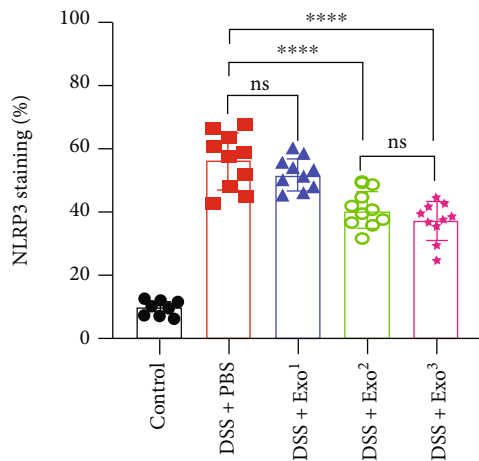 100
80
60
40
20
0
NLRP3 staining (%)
****
****
ns
ns
Control
DSS + PBS
DSS + Exo¹
DSS + Exo²
DSS + Exo³